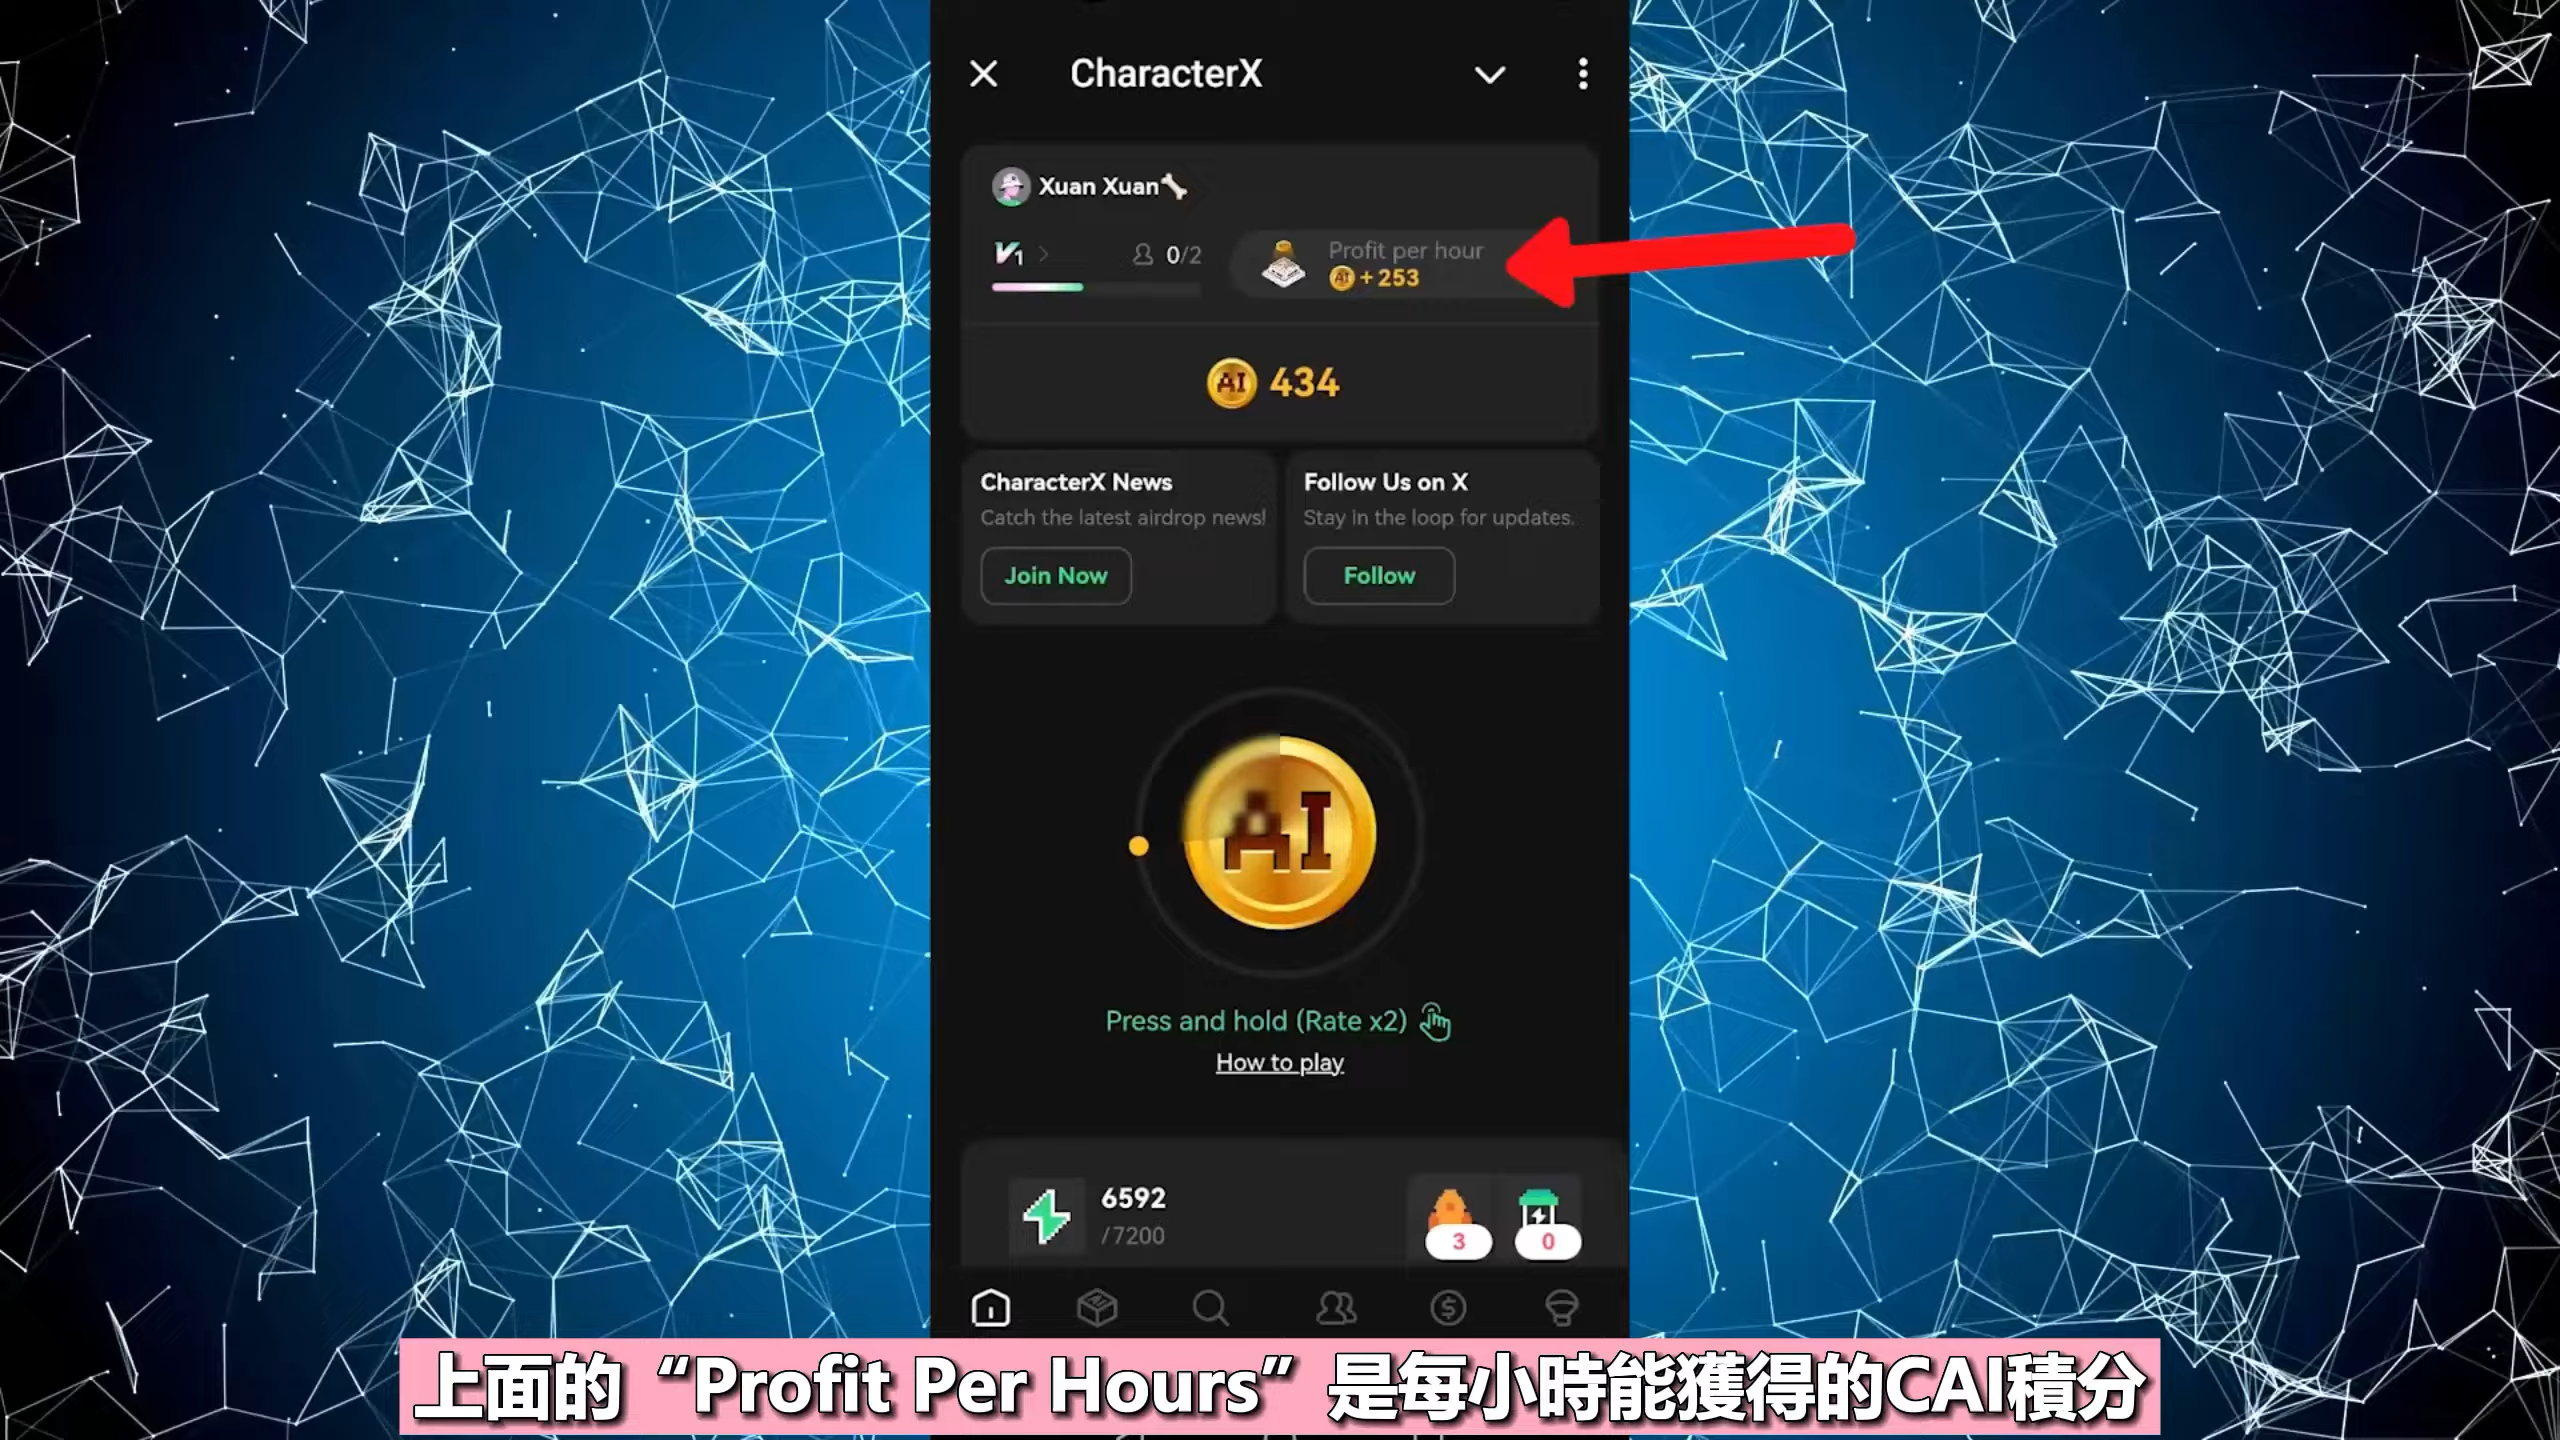 CharacterX
Xuan Xuan
V1 0/2
Profit per hour
AI +253
AI 434
CharacterX News
Catch the latest airdrop news!
Join Now
Follow Us on X
Stay in the loop for updates.
Follow
AI
Press and hold (Rate x2)
How to play
6592
/7200
3
0
上面的“Profit Per Hours”是每小時能獲得的CAI積分